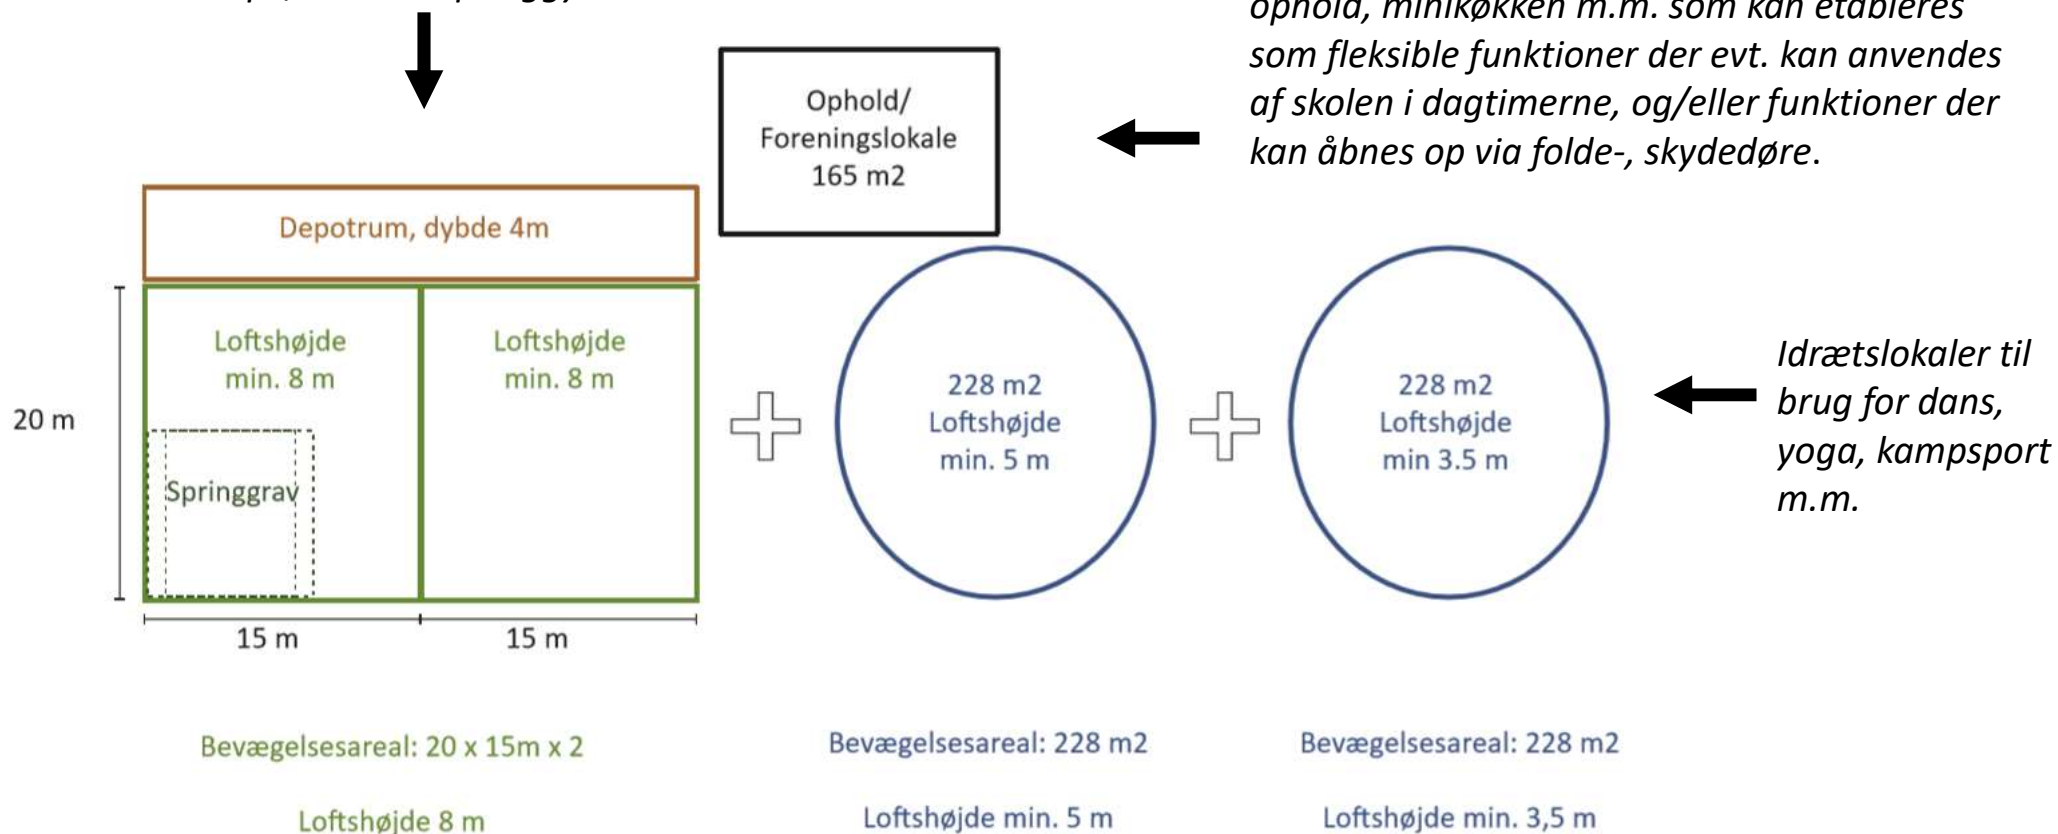 ophold, minikøkken m.m. som kan etableres
som fleksible funktioner der evt. kan anvendes
af skolen i dagtimerne, og/eller funktioner der
kan åbnes op via folde-, skydedøre.
Ophold/
Foreningslokale
165 m2
Depotrum, dybde 4m
Loftshøjde
min. 8 m
Loftshøjde
min. 8 m
20 m
Springgrav
15 m
15 m
228 m2
Loftshøjde
min. 5 m
228 m2
Loftshøjde
min 3.5 m
Idrætslokaler til
brug for dans,
yoga, kampsport
m.m.
Bevægelsesareal: 20 x 15m x 2
Loftshøjde 8 m
Bevægelsesareal: 228 m2
Loftshøjde min. 5 m
Bevægelsesareal: 228 m2
Loftshøjde min. 3,5 m